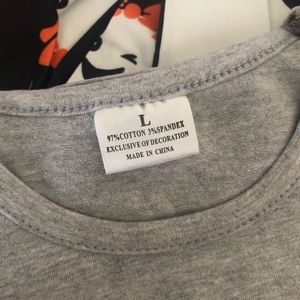 L
97%COTTON 3%SPANDEX
EXCLUSIVE OF DECORATION
MADE IN CHINA